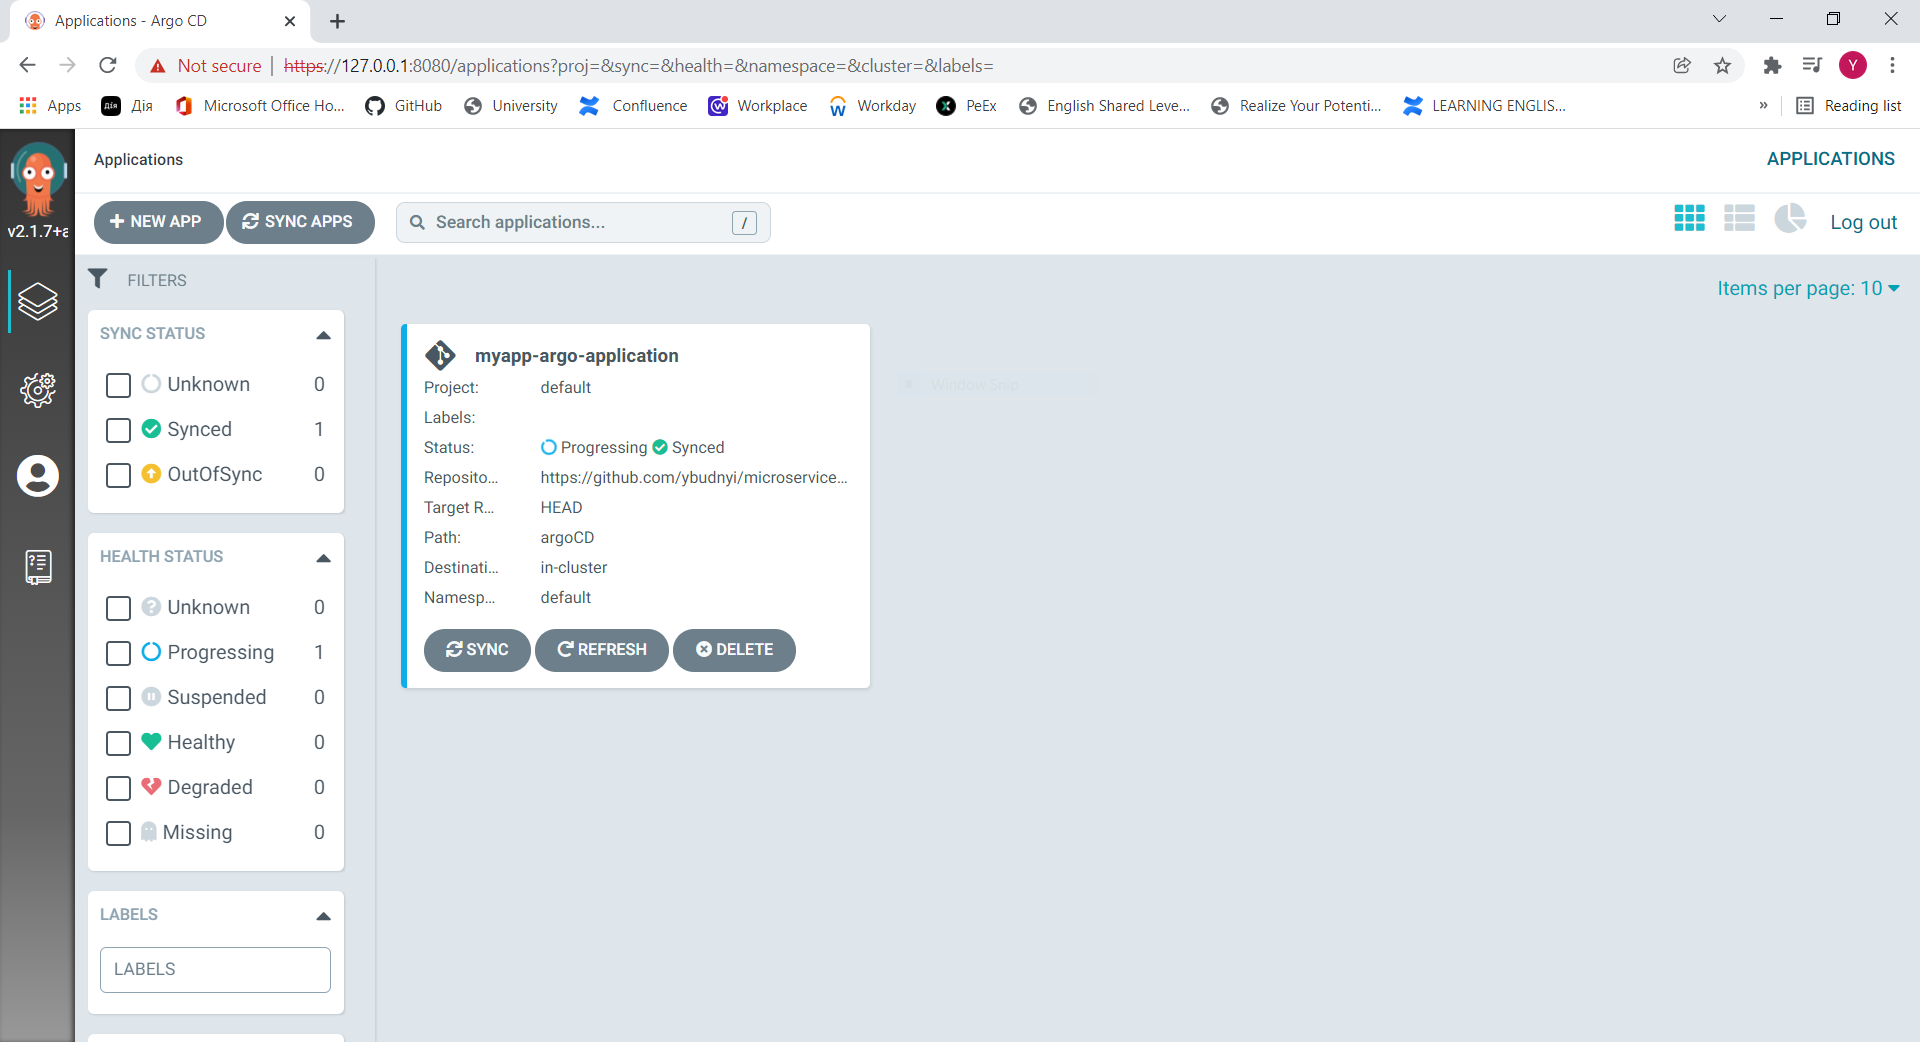 Applications - Argo CD
Not secure | https://127.0.0.1:8080/applications?proj=&sync=&health=&namespace=&cluster=&labels=
Y
Apps Дія Microsoft Office Ho... GitHub University Confluence Workplace Workday PeEx English Shared Leve... Realize Your Potenti... LEARNING ENGLIS... » Reading list
Applications
APPLICATIONS
v2.1.7+a
NEW APP
SYNC APPS
Search applications...
/
Log out
FILTERS
Items per page: 10
SYNC STATUS
Unknown 0
Synced 1
OutOfSync 0
HEALTH STATUS
Unknown 0
Progressing 1
Suspended 0
Healthy 0
Degraded 0
Missing 0
LABELS
LABELS
myapp-argo-application
Project: default
Labels:
Status: Progressing Synced
Reposito... https://github.com/ybudnyi/microservice...
Target R... HEAD
Path: argoCD
Destinati... in-cluster
Namesp... default
SYNC
REFRESH
DELETE
Window Snip